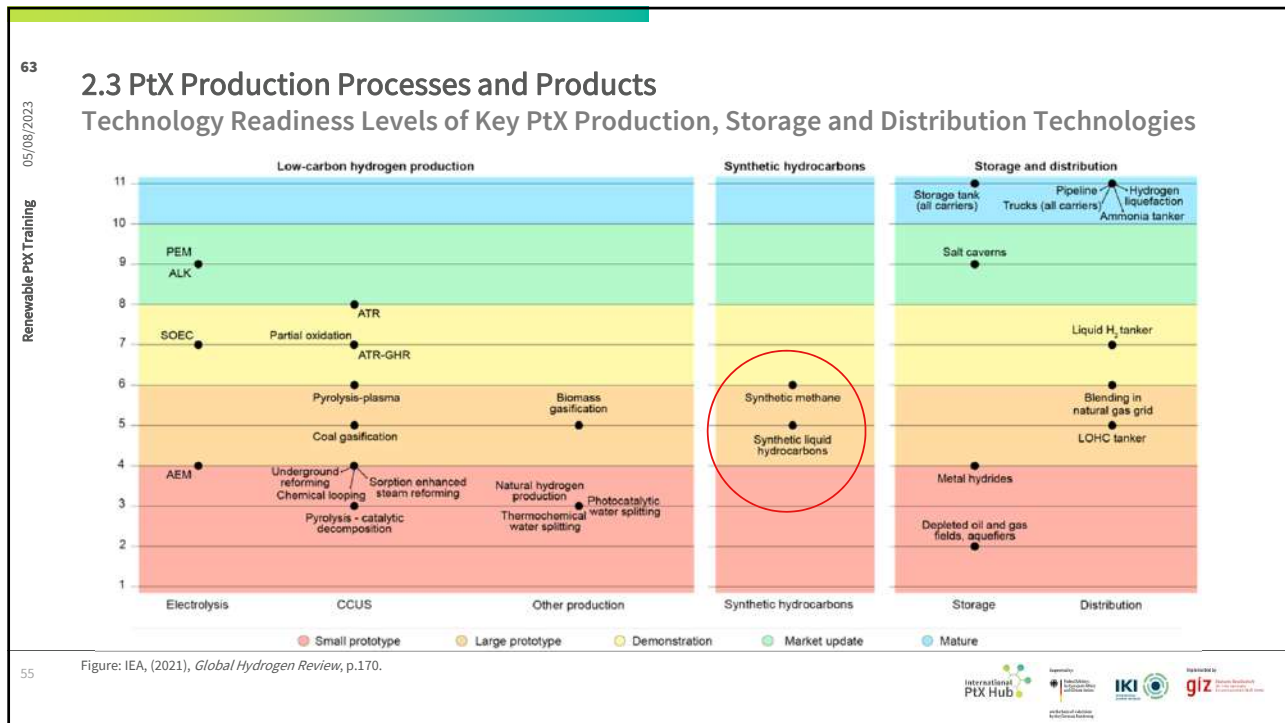 63
05/08/2023
Renewable PtX Training
2.3 PtX Production Processes and Products
Technology Readiness Levels of Key PtX Production, Storage and Distribution Technologies
Low-carbon hydrogen production
Synthetic hydrocarbons
Storage and distribution
11
10
9
8
7
6
5
4
3
2
1
PEM
ALK
SOEC
AEM
ATR
Partial oxidation
ATR-GHR
Pyrolysis-plasma
Coal gasification
Underground
reforming
Chemical looping
Sorption enhanced
steam reforming
Pyrolysis - catalytic
decomposition
Biomass
gasification
Natural hydrogen
production
Photocatalytic
water splitting
Thermochemical
water splitting
Synthetic methane
Synthetic liquid
hydrocarbons
Storage tank
(all carriers)
Salt caverns
Metal hydrides
Depleted oil and gas
fields, aquefiers
Pipeline
Hydrogen
liquefaction
Trucks (all carriers)
Ammonia tanker
Liquid H₂ tanker
Blending in
natural gas grid
LOHC tanker
Electrolysis
CCUS
Other production
Synthetic hydrocarbons
Storage
Distribution
Small prototype
Large prototype
Demonstration
Market update
Mature
55
Figure: IEA, (2021), Global Hydrogen Review, p.170.
International
PtX Hub
Supported by:
IKI
Implemented by
giz